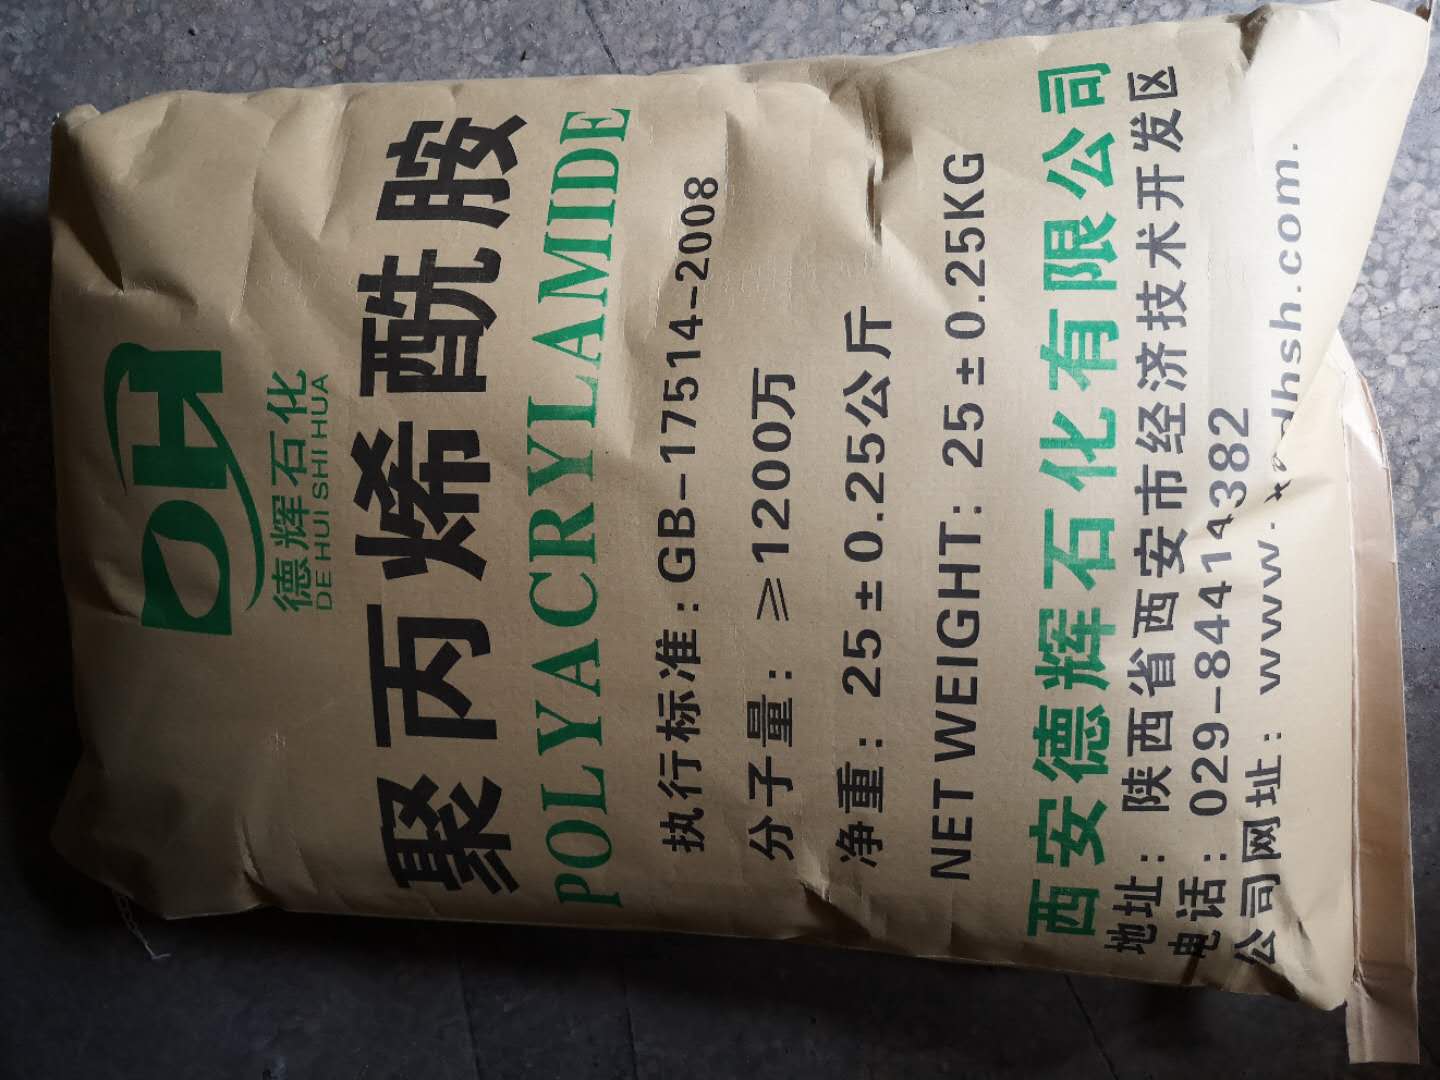 DH
德辉石化
DE HUI SHI HUA
聚丙烯酰胺
POLYACRYLAMIDE
执行标准:GB-17514-2008
分子量:≥1200万
净重:25±0.25公斤
NET WEIGHT: 25±0.25KG
西安德辉石化有限公司
地址:陕西省西安市经济技术开发区
电话:029-84414382
公司网址:www.
dhsh.com.